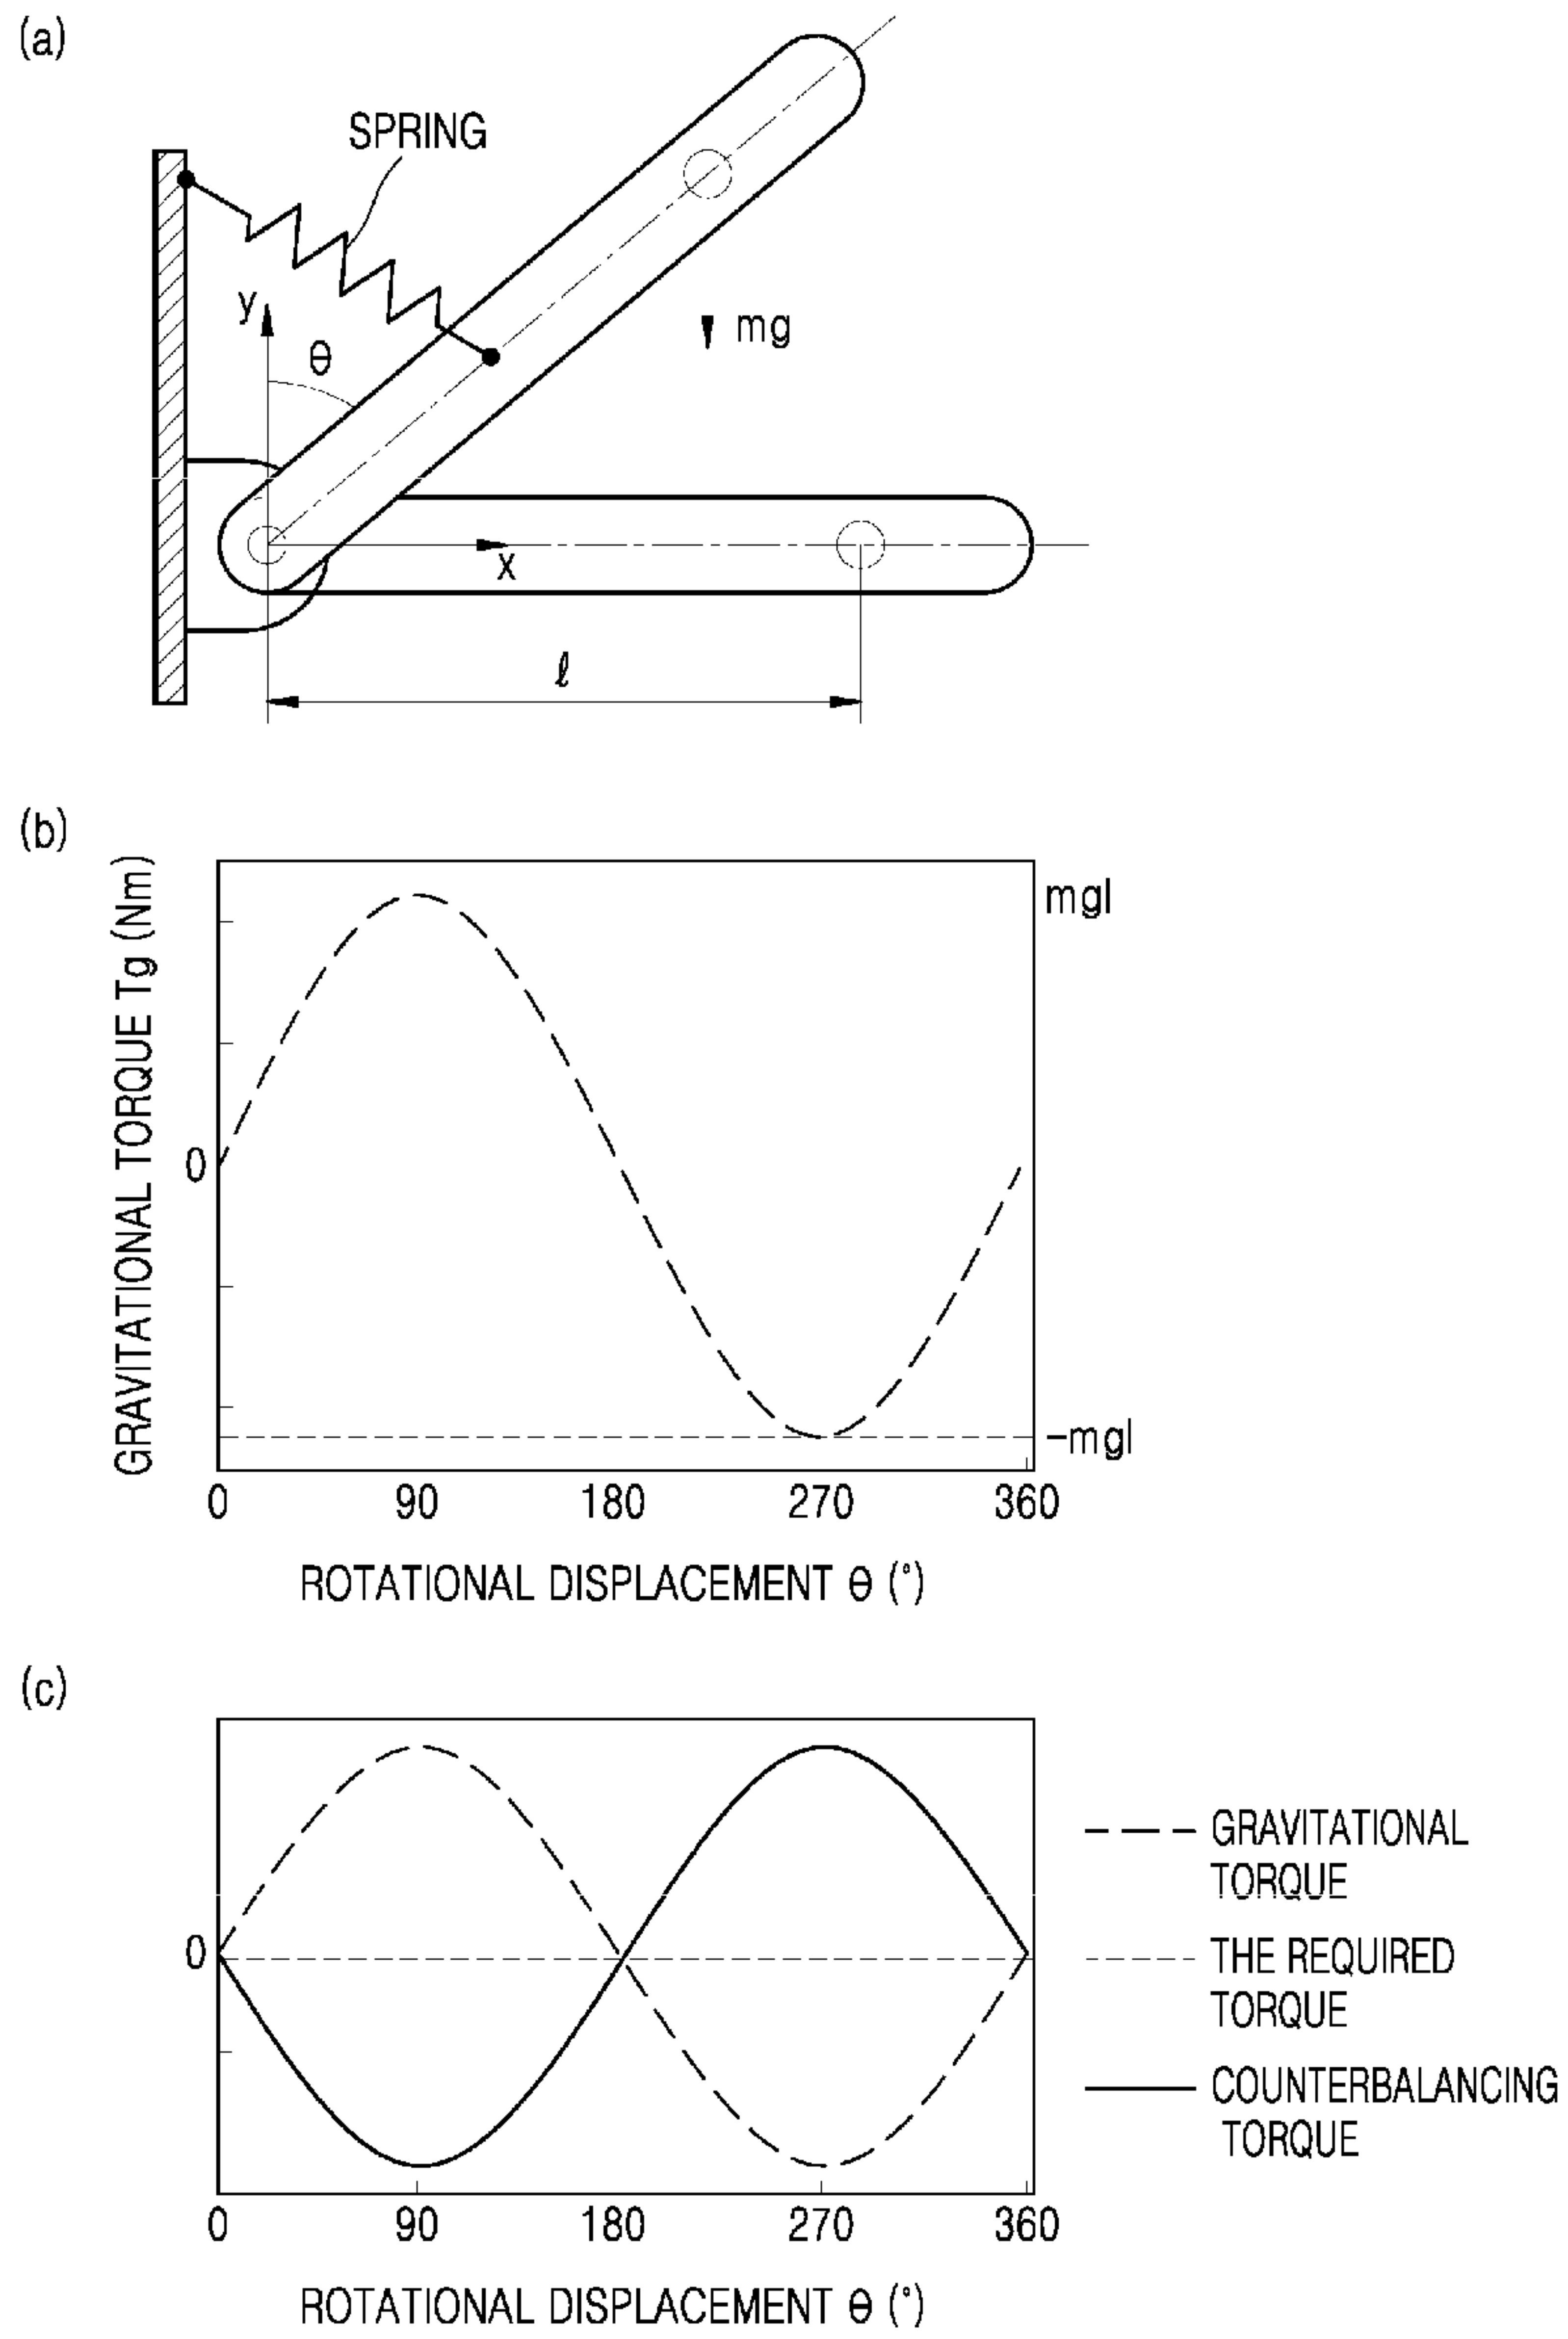 (a)
SPRING
y
θ
mg
x
ℓ
(b)
GRAVITATIONAL TORQUE Tg (Nm)
mgl
0
-mgl
0 90 180 270 360
ROTATIONAL DISPLACEMENT θ (°)
(c)
0
GRAVITATIONAL
TORQUE
THE REQUIRED
TORQUE
COUNTERBALANCING
TORQUE
0 90 180 270 360
ROTATIONAL DISPLACEMENT θ (°)